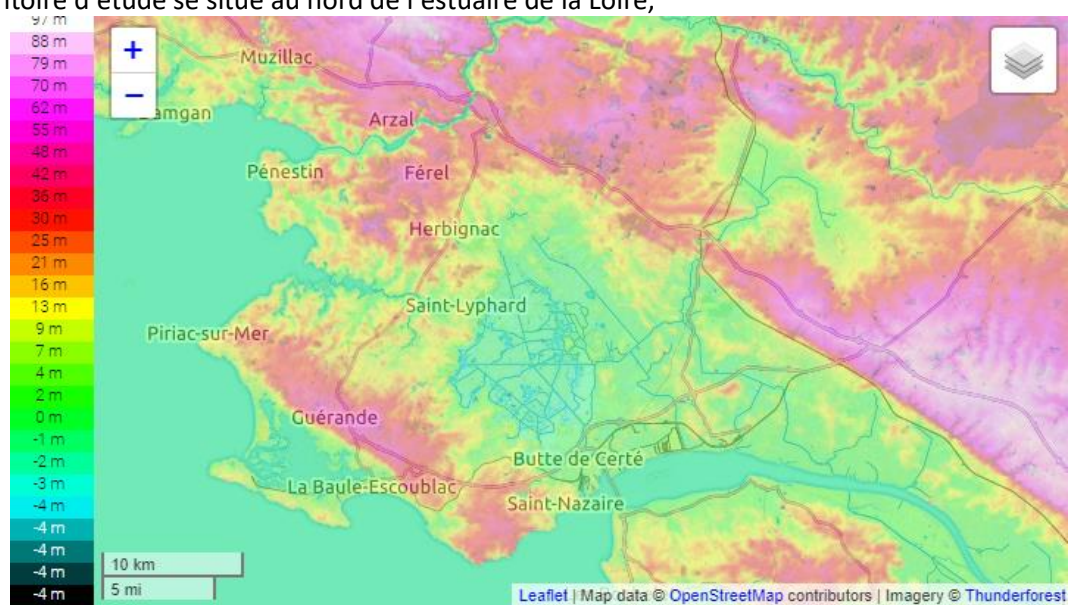 itoire d'étude se situe au nord de l'estuaire de la Loire,
97 m
88 m
79 m
70 m
62 m
55 m
48 m
42 m
36 m
30 m
25 m
21 m
16 m
13 m
9 m
7 m
4 m
2 m
0 m
-1 m
-2 m
-3 m
-4 m
-4 m
-4 m
-4 m
-4 m
+
−
Muzillac
Damgan
Arzal
Pénestin
Férel
Herbignac
Saint-Lyphard
Piriac-sur-Mer
Guérande
Butte de Certé
La Baule-Escoublac
Saint-Nazaire
10 km
5 mi
Leaflet | Map data © OpenStreetMap contributors | Imagery © Thunderforest